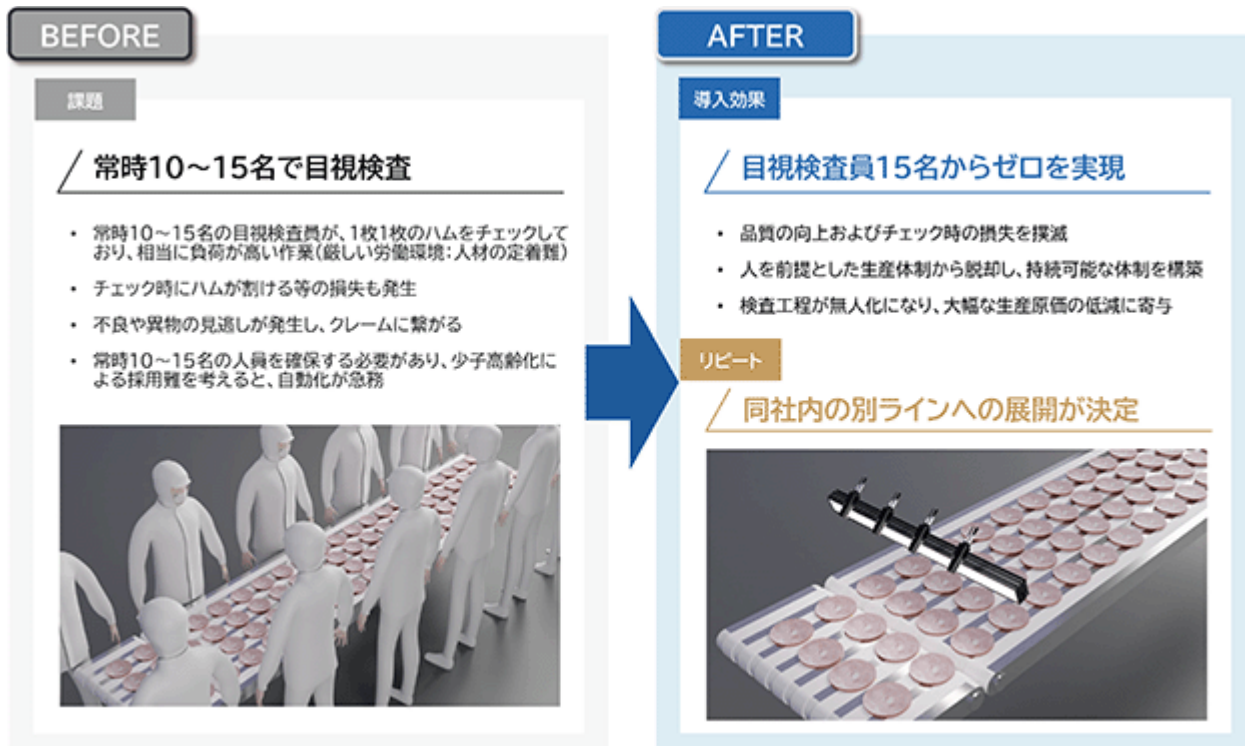 BEFORE
課題
常時10～15名で目視検査
・ 常時10～15名の目視検査員が、1枚1枚のハムをチェックして
おり、相当に負荷が高い作業(厳しい労働環境:人材の定着難)
・ チェック時にハムが割ける等の損失も発生
・ 不良や異物の見逃しが発生し、クレームに繋がる
・ 常時10～15名の人員を確保する必要があり、少子高齢化に
よる採用難を考えると、自動化が急務
AFTER
導入効果
目視検査員15名からゼロを実現
・ 品質の向上およびチェック時の損失を撲滅
・ 人を前提とした生産体制から脱却し、持続可能な体制を構築
・ 検査工程が無人化になり、大幅な生産原価の低減に寄与
リピート
同社内の別ラインへの展開が決定